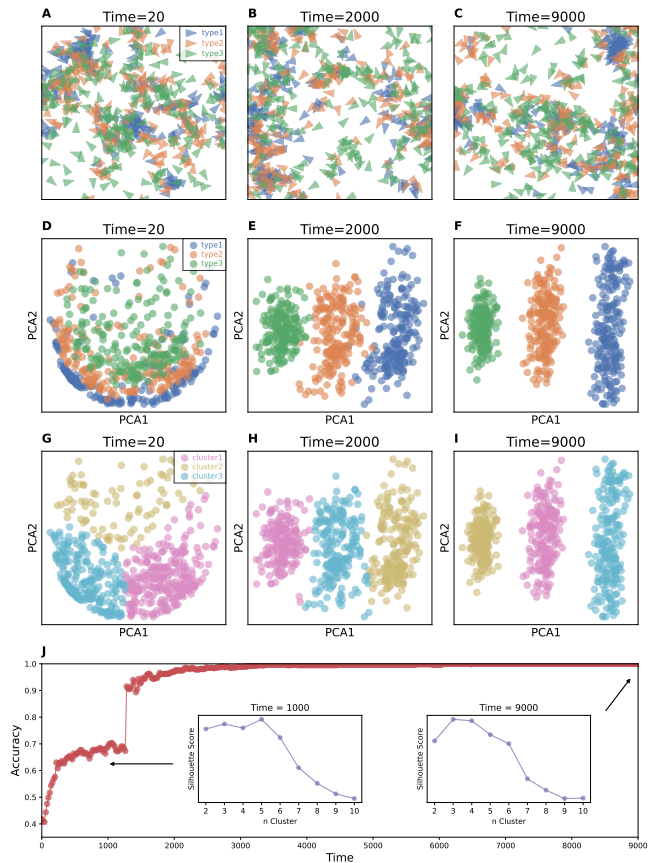 A Time=20
type1
type2
type3
B Time=2000
C Time=9000
D Time=20
type1
type2
type3
PCA2
PCA1
E Time=2000
PCA2
PCA1
F Time=9000
PCA2
PCA1
G Time=20
cluster1
cluster2
cluster3
PCA2
PCA1
H Time=2000
PCA2
PCA1
I Time=9000
PCA2
PCA1
J
Accuracy
1.0
0.9
0.8
0.7
0.6
0.5
0.4
Time = 1000
Silhouette Score
2 3 4 5 6 7 8 9 10
n Cluster
Time = 9000
Silhouette Score
2 3 4 5 6 7 8 9 10
n Cluster
0 1000 2000 3000 4000 5000 6000 7000 8000 9000
Time